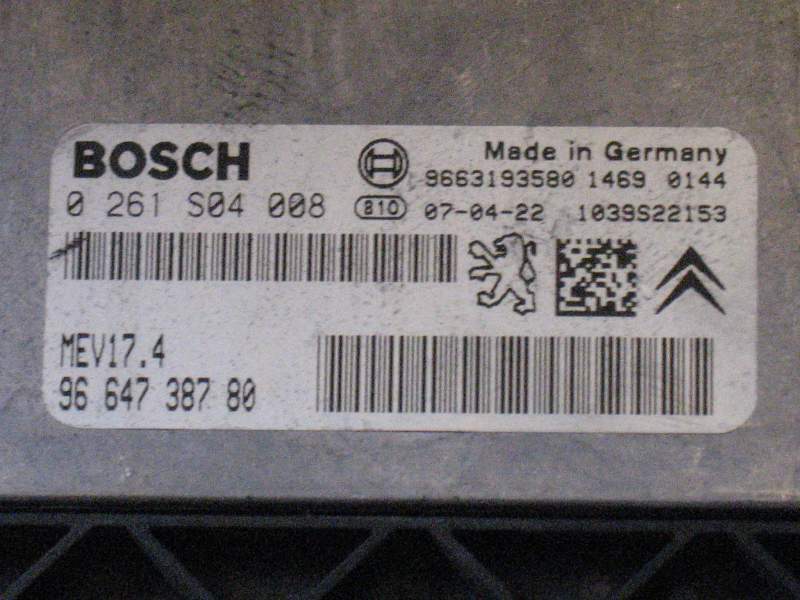 BOSCH
Made in Germany
9663193580 1469 0144
0 261 S04 008
810 07-04-22 1039S22153
MEV17.4
96 647 387 80